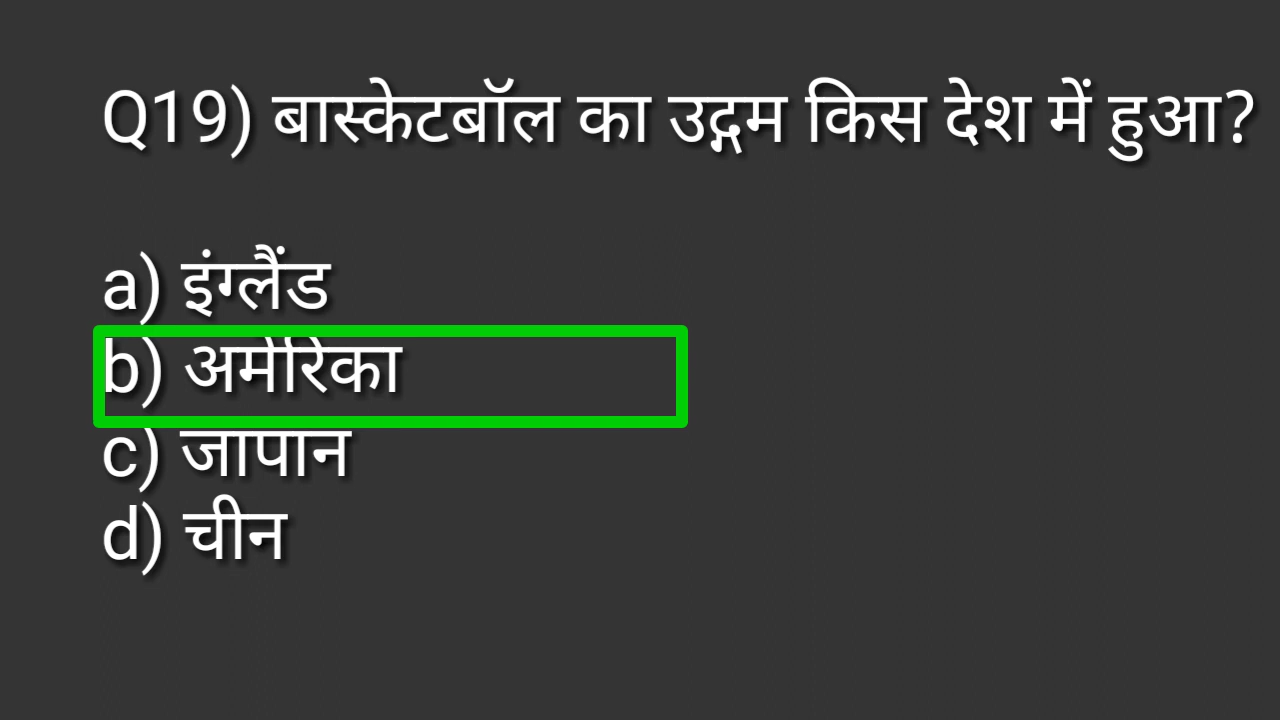 Q19) बास्केटबॉल का उद्गम किस देश में हुआ?
a) इंग्लैंड
b) अमेरिका
c) जापान
d) चीन